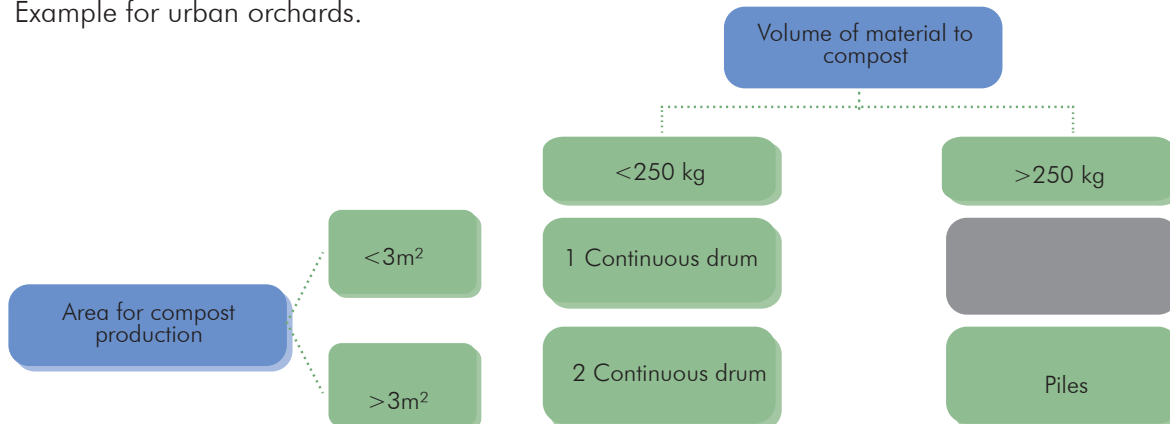 Example for urban orchards.
Volume of material to
compost
<250 kg
>250 kg
<3m²
1 Continuous drum
Area for compost
production
2 Continuous drum
>3m²
Piles